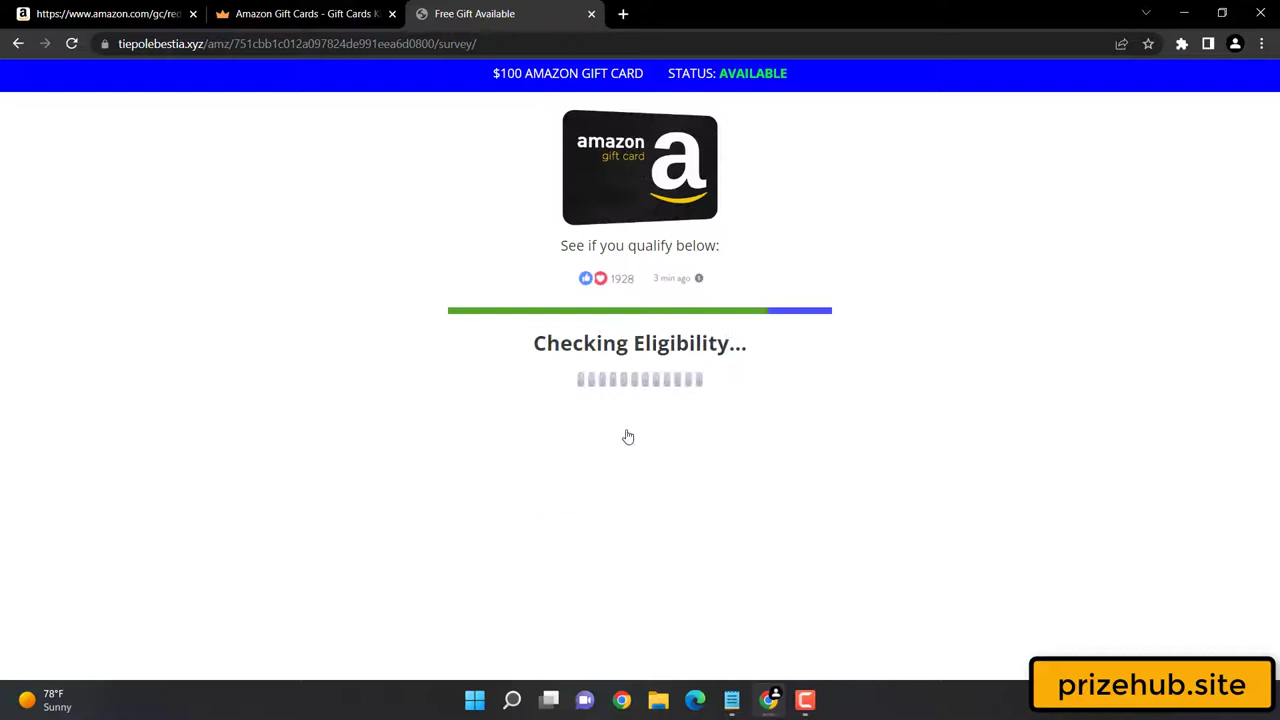 https://www.amazon.com/gc/red
Amazon Gift Cards - Gift Cards K
Free Gift Available
tiepolebestia.xyz/amz/751cbb1c012a097824de991eea6d0800/survey/
$100 AMAZON GIFT CARD STATUS: AVAILABLE
amazon
gift card
a
See if you qualify below:
1928 3 min ago
Checking Eligibility...
78°F
Sunny
prizehub.site